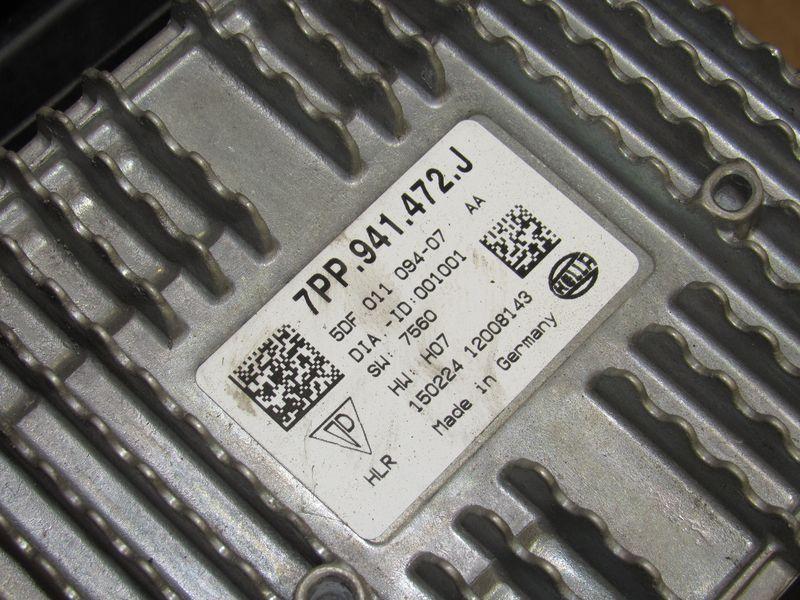 7PP.941.472.J
5DF 011 094-07 AA
DIA -ID:001001
SW: 7560
HW: H07
150224 12008143
Made in Germany
HLR
HELLA